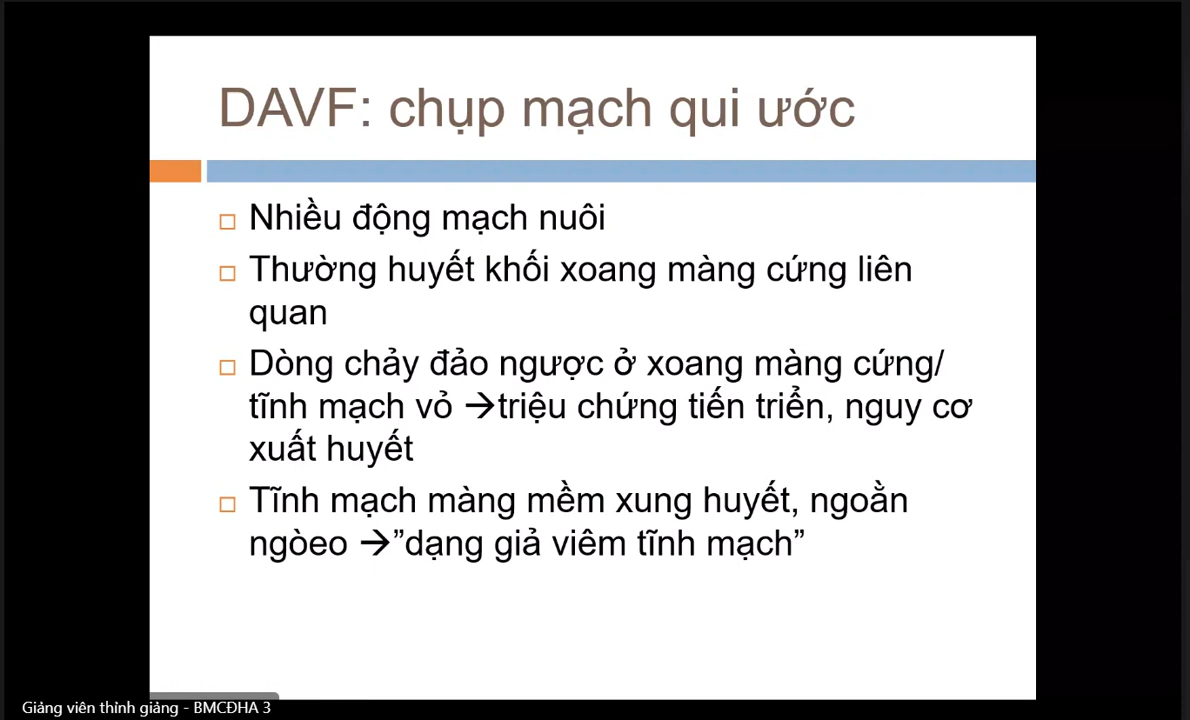 DAVF: chụp mạch qui ước
Nhiều động mạch nuôi
Thường huyết khối xoang màng cứng liên
quan
Dòng chảy đảo ngược ở xoang màng cứng/
tĩnh mạch vỏ →triệu chứng tiến triển, nguy cơ
xuất huyết
Tĩnh mạch màng mềm xung huyết, ngoằn
ngòeo →”dạng giả viêm tĩnh mạch”
Giảng viên thỉnh giảng - BMCĐHA 3